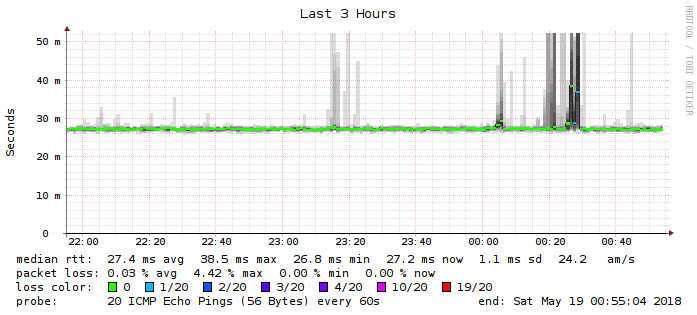 Last 3 Hours
RRDTOOL / TOBI OETIKER
Seconds
50 m
40 m
30 m
20 m
10 m
0
22:00 22:20 22:40 23:00 23:20 23:40 00:00 00:20 00:40
median rtt: 27.4 ms avg 38.5 ms max 26.8 ms min 27.2 ms now 1.1 ms sd 24.2 am/s
packet loss: 0.03 % avg 4.42 % max 0.00 % min 0.00 % now
loss color: 0 1/20 2/20 3/20 4/20 10/20 19/20
probe: 20 ICMP Echo Pings (56 Bytes) every 60s end: Sat May 19 00:55:04 2018